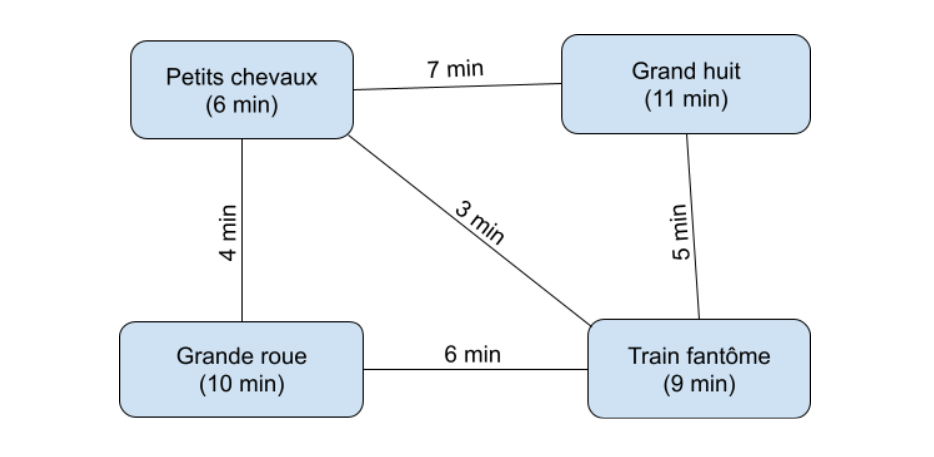 Petits chevaux
(6 min)
7 min
Grand huit
(11 min)
4 min
3 min
5 min
Grande roue
(10 min)
6 min
Train fantôme
(9 min)